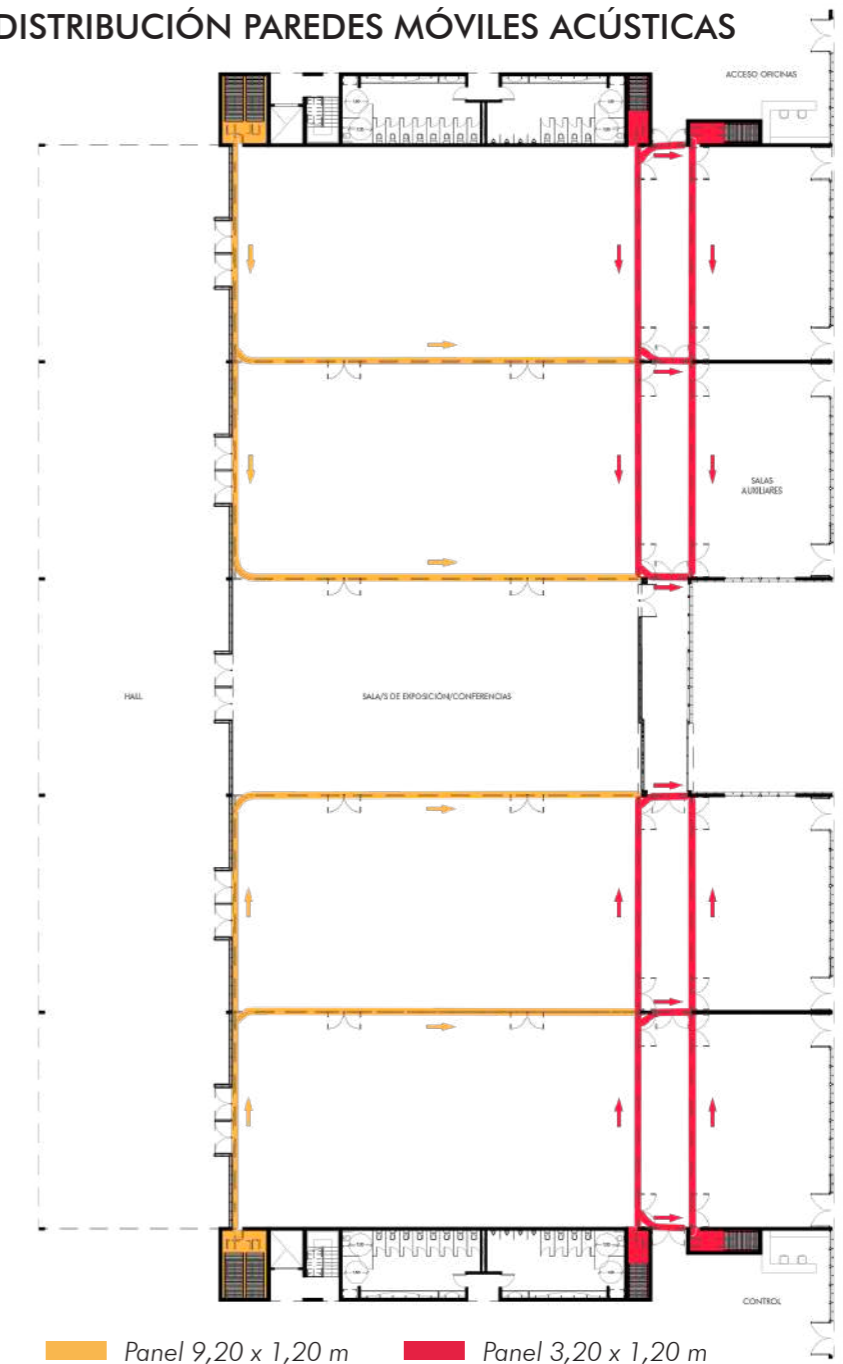 DISTRIBUCIÓN PAREDES MÓVILES ACÚSTICAS
ACCESO OFICINAS
SALAS
AUXILIARES
HALL
SALA/S DE EXPOSICIÓN/CONFERENCIAS
CONTROL
Panel 9,20 x 1,20 m
Panel 3,20 x 1,20 m